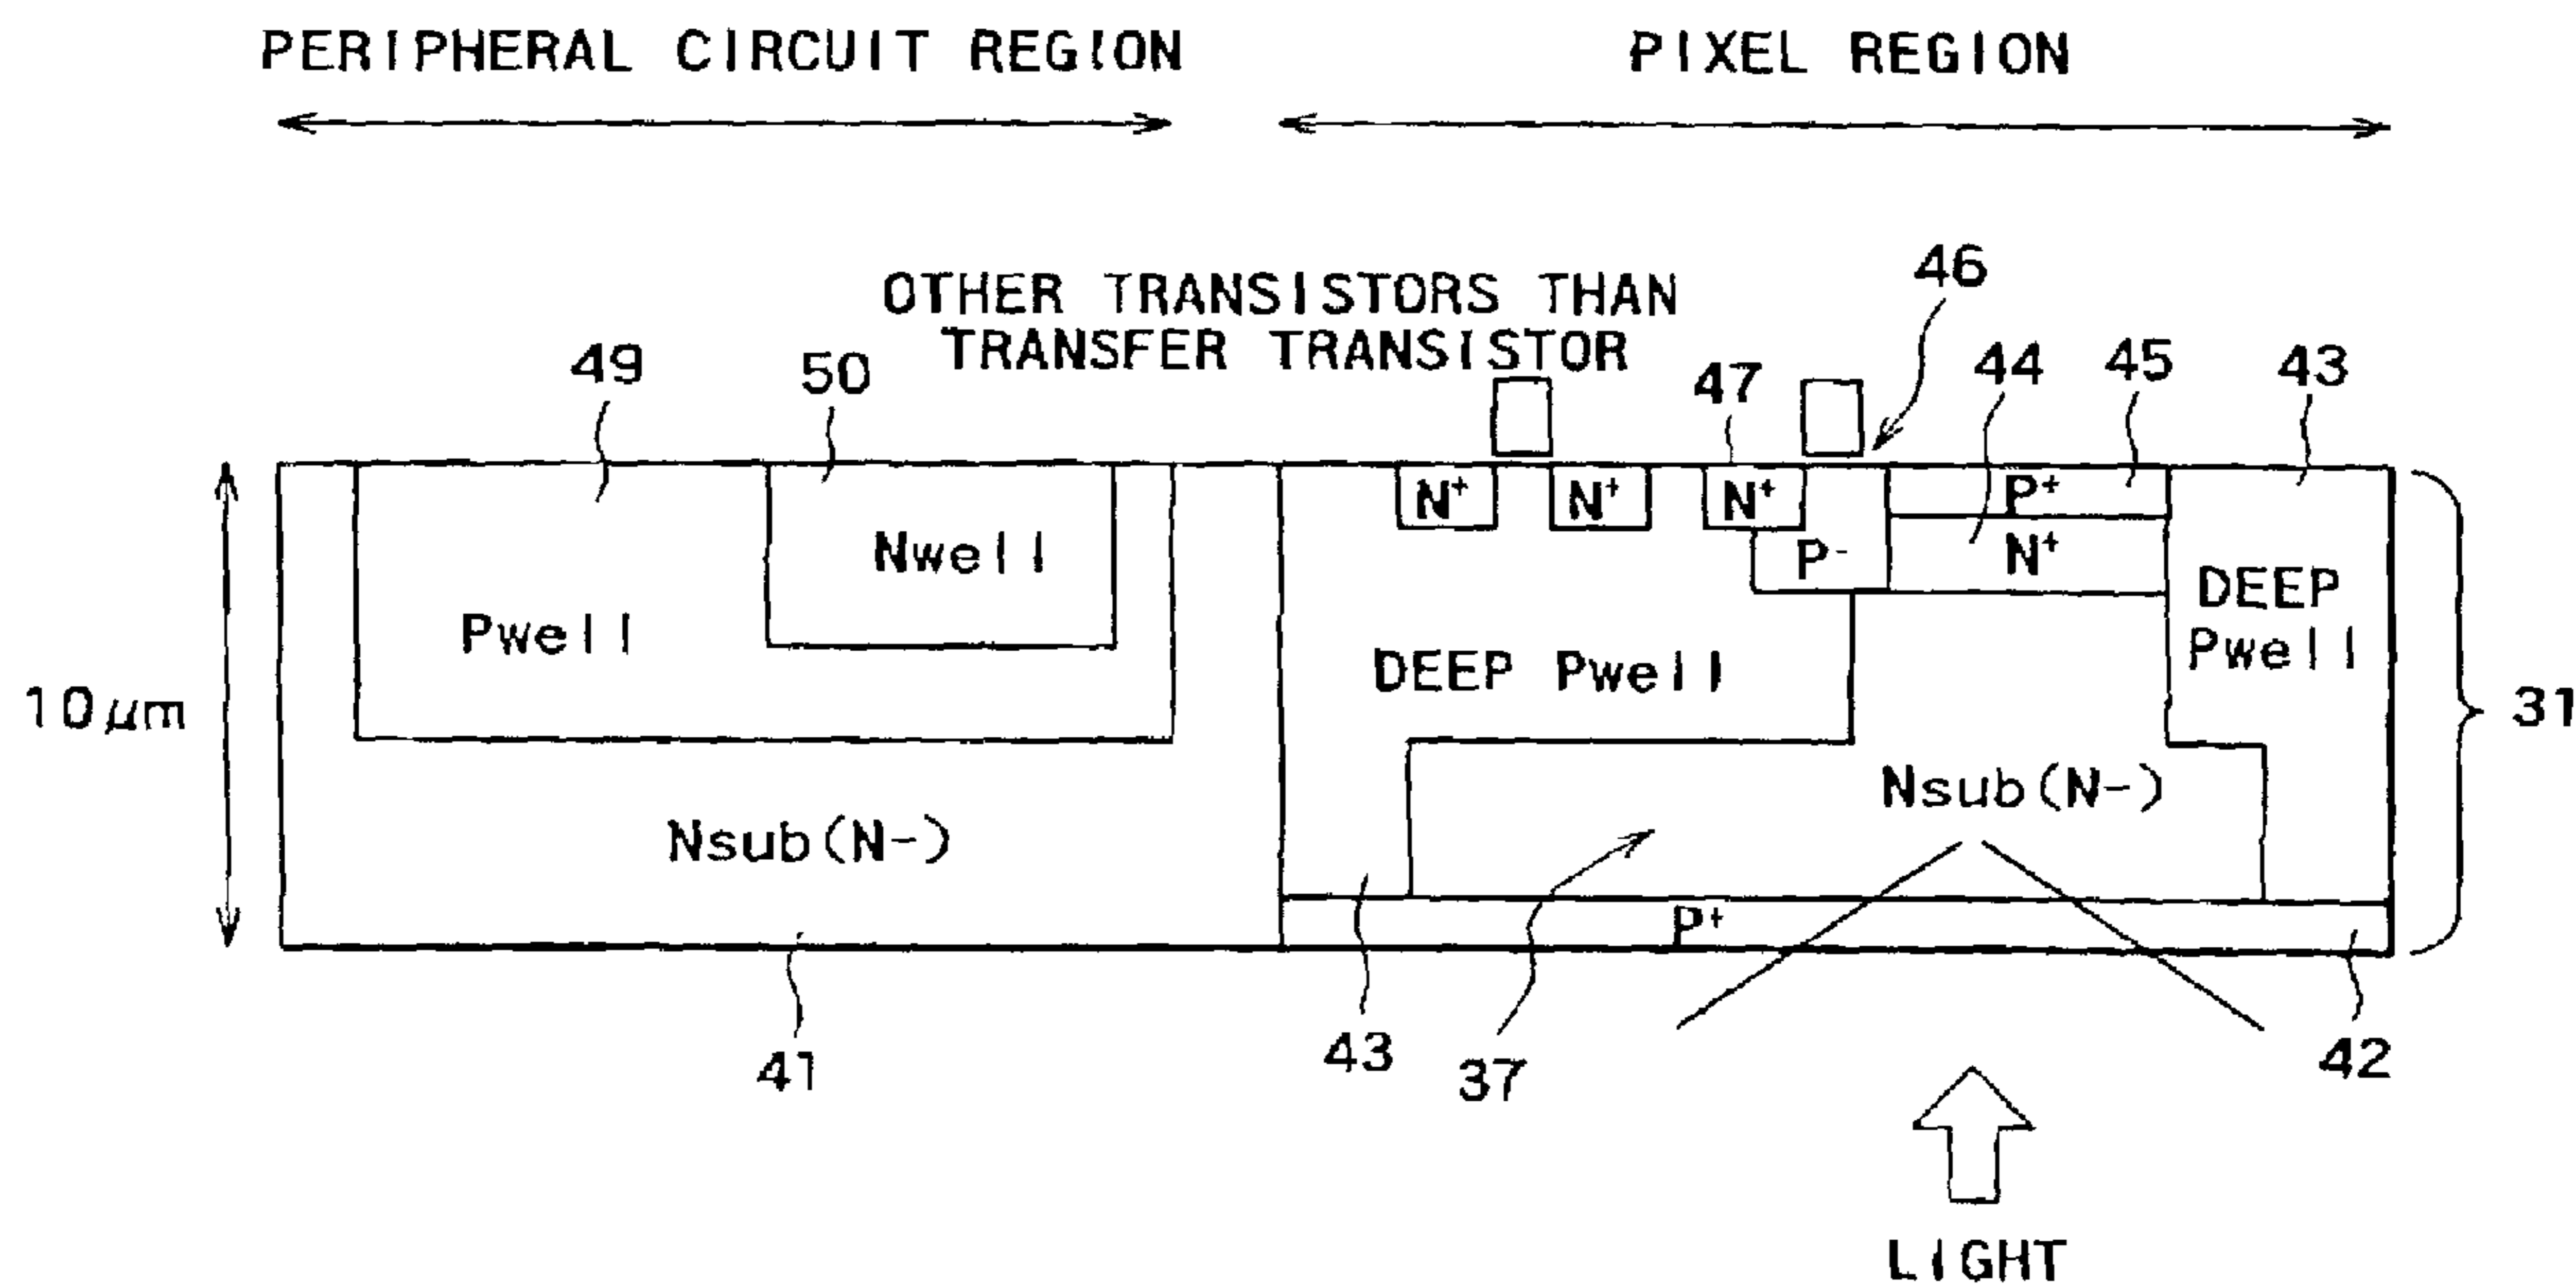 PERIPHERAL CIRCUIT REGION
PIXEL REGION
OTHER TRANSISTORS THAN
TRANSFER TRANSISTOR
46
49
50
47
44
45
43
N+
N+
N+
P+
P-
N+
Nwell
Pwell
DEEP
Pwell
DEEP Pwell
10μm
31
Nsub(N-)
Nsub(N-)
P+
41
43
37
42
LIGHT